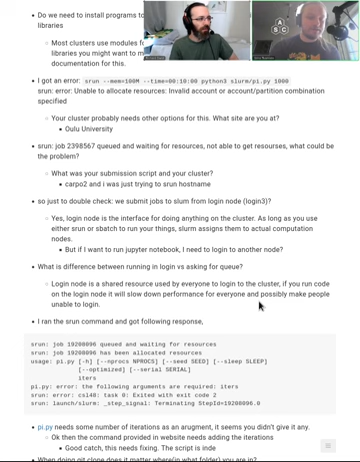 Do we need to install programs to
libraries
Most clusters use modules fo
libraries you might want to m
documentation for this.
I got an error: srun --mem=100M --time=00:10:00 python3 slurm/pi.py 1000
srun: error: Unable to allocate resources: Invalid account or account/partition combination
specified
Your cluster probably needs other options for this. What site are you at?
Oulu University
srun: job 2398567 queued and waiting for resources, not able to get resourses, what could be
the problem?
What was your submission script and your cluster?
carpo2 and i was just trying to srun hostname
so just to double check: we submit jobs to slum from login node (login3)?
Yes, login node is the interface for doing anything on the cluster. As long as you use
either srun or sbatch to run your things, slurm assigns them to actual computation
nodes.
But if I want to run jupyter notebook, I need to login to another node?
What is difference between running in login vs asking for queue?
Login node is a shared resource used by everyone to login to the cluster, if you run code
on the login node it will slow down performance for everyone and possibly make people
unable to login.
I ran the srun command and got following response,
srun: job 19208096 queued and waiting for resources
srun: job 19208096 has been allocated resources
usage: pi.py [-h] [--nprocs NPROCS] [--seed SEED] [--sleep SLEEP]
[--optimized] [--serial SERIAL]
iters
pi.py: error: the following arguments are required: iters
srun: error: csl48: task 0: Exited with exit code 2
srun: launch/slurm: _step_signal: Terminating StepId=19208096.0
pi.py needs some number of iterations as an arugment, it seems you didn't give it any.
Ok then the command provided in website needs adding the iterations
Good catch, this needs fixing. The script is inde
When doing git clone does it matter where(in what folder) you are in?